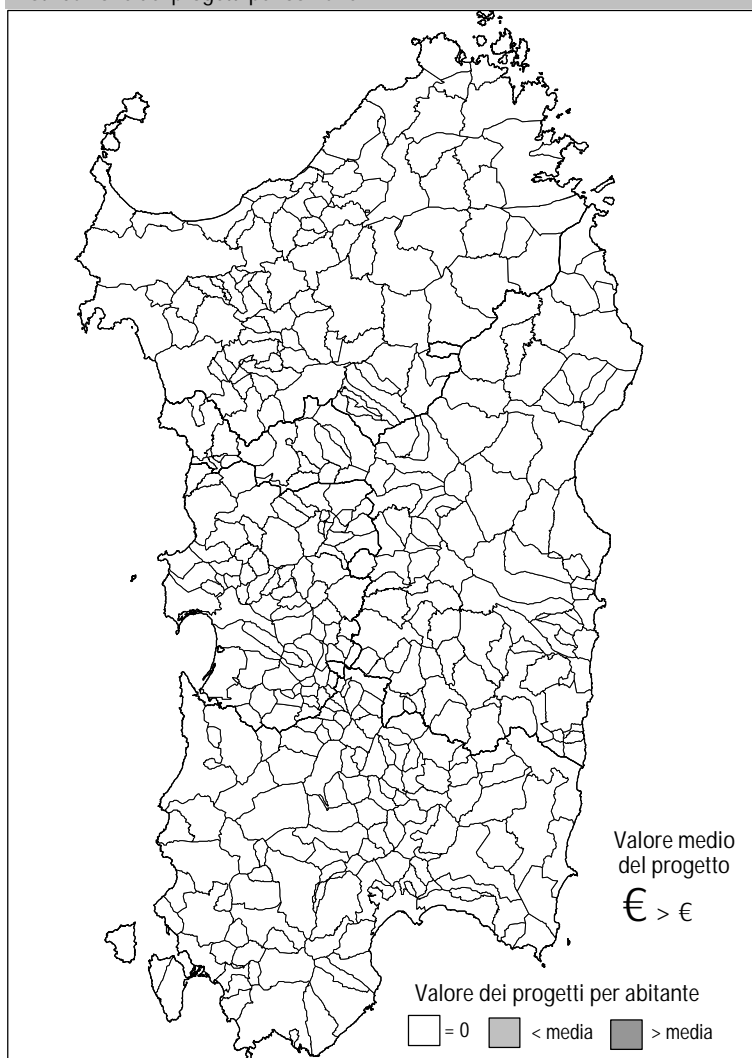 Valore medio
del progetto
€ > €
Valore dei progetti per abitante
= 0 < media > media